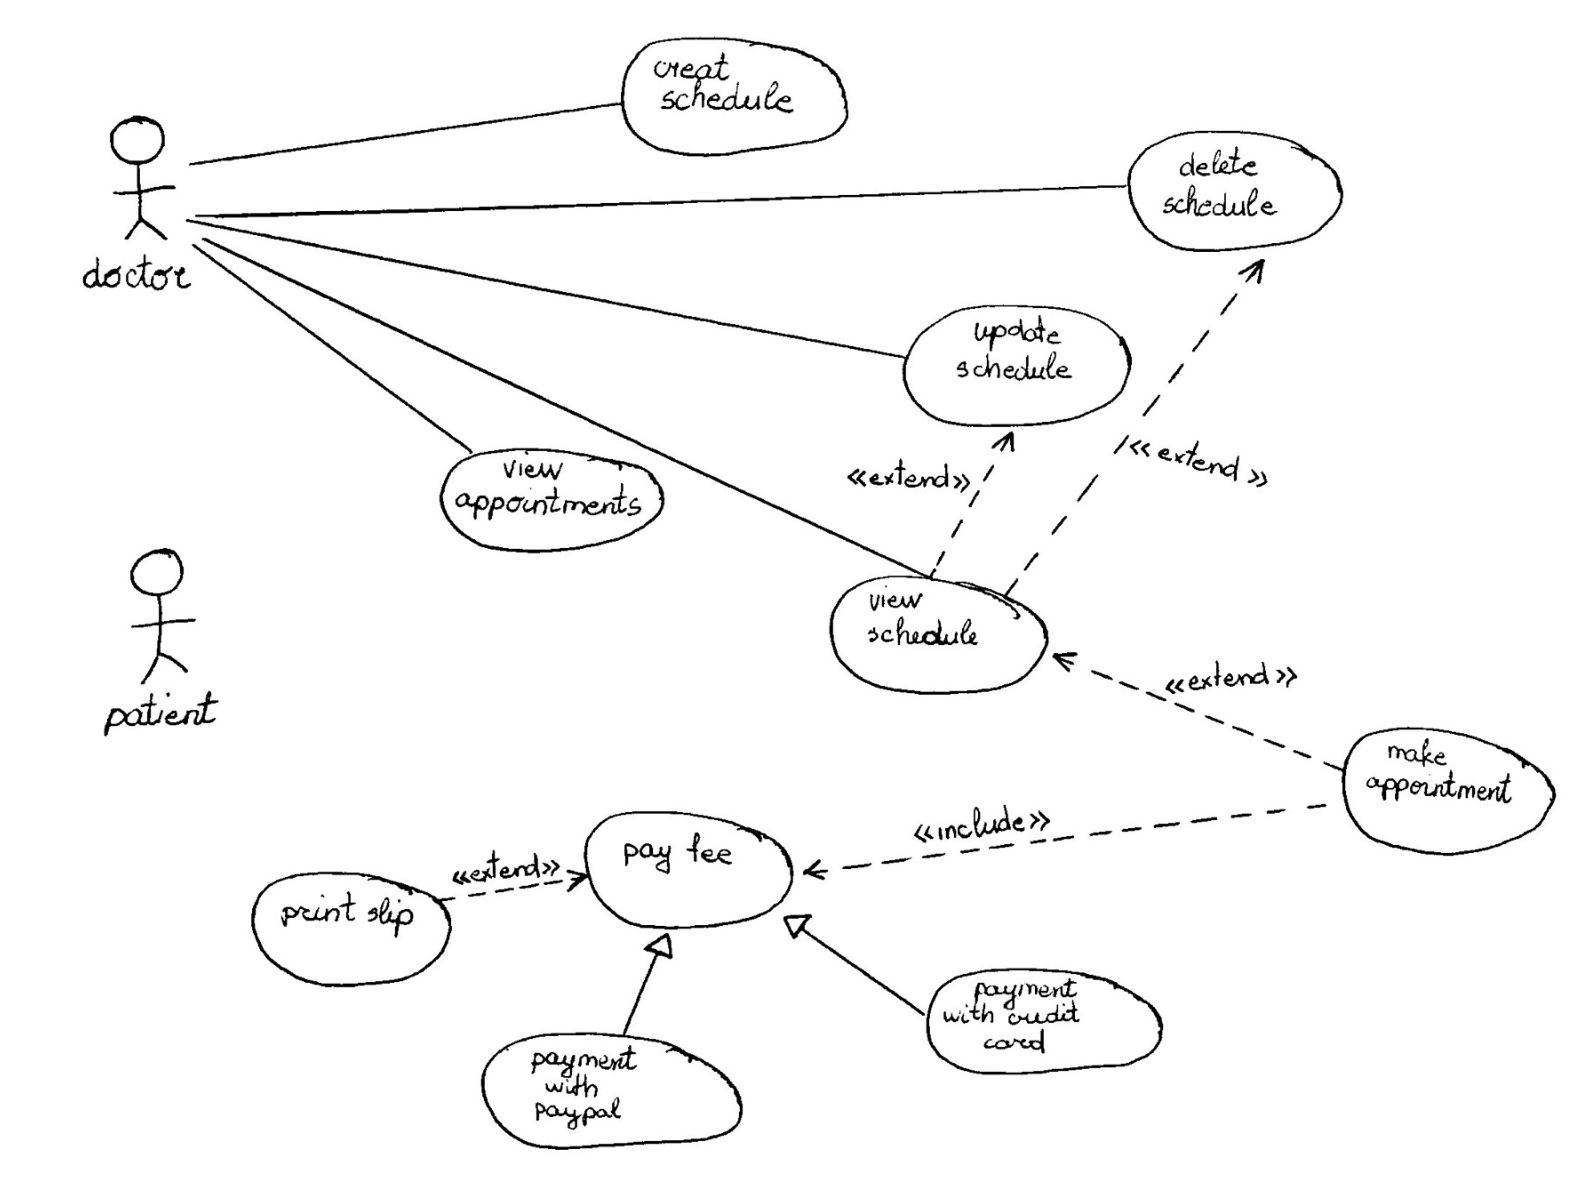 creat
schedule
delete
schedule
doctor
update
schedule
<<extend>>
<<extend>>
view
appointments
view
schedule
<<extend>>
patient
make
appointment
<<include>>
pay fee
<<extend>>
print slip
payment
with credit
card
payment
with
paypal